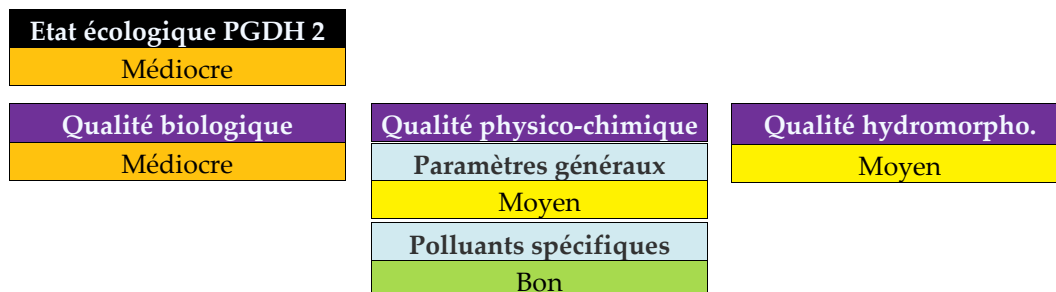 Etat écologique PGDH 2
Médiocre
Qualité biologique
Médiocre
Qualité physico-chimique
Paramètres généraux
Moyen
Polluants spécifiques
Bon
Qualité hydromorpho.
Moyen